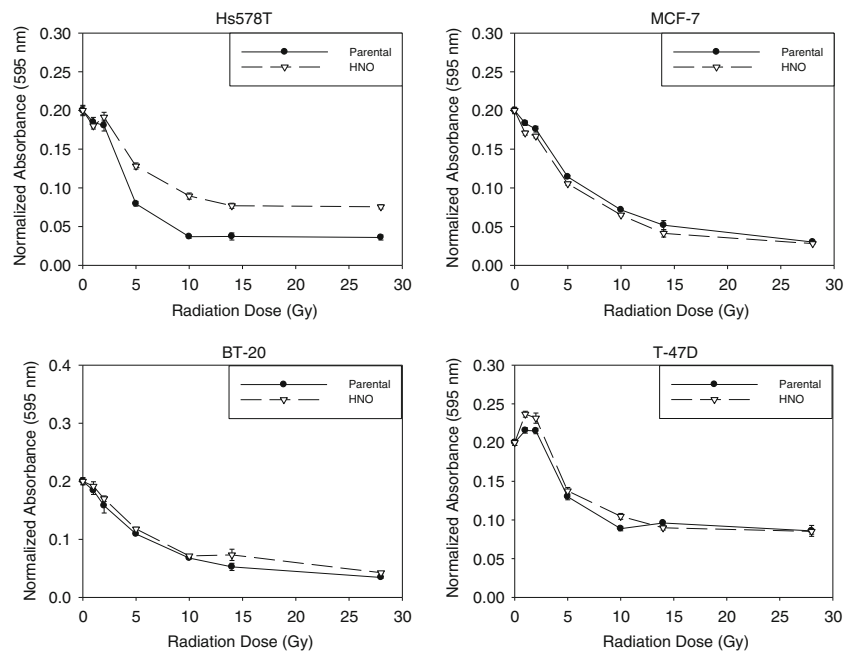 Hs578T
Normalized Absorbance (595 nm)
0.30
0.25
0.20
0.15
0.10
0.05
0.00
Parental
HNO
0 5 10 15 20 25 30
Radiation Dose (Gy)
MCF-7
Normalized Absorbance (595 nm)
0.30
0.25
0.20
0.15
0.10
0.05
0.00
Parental
HNO
0 5 10 15 20 25 30
Radiation Dose (Gy)
BT-20
Normalized Absorbance (595 nm)
0.4
0.3
0.2
0.1
0.0
Parental
HNO
0 5 10 15 20 25 30
Radiation Dose (Gy)
T-47D
Normalized Absorbance (595 nm)
0.30
0.25
0.20
0.15
0.10
0.05
0.00
Parental
HNO
0 5 10 15 20 25 30
Radiation Dose (Gy)